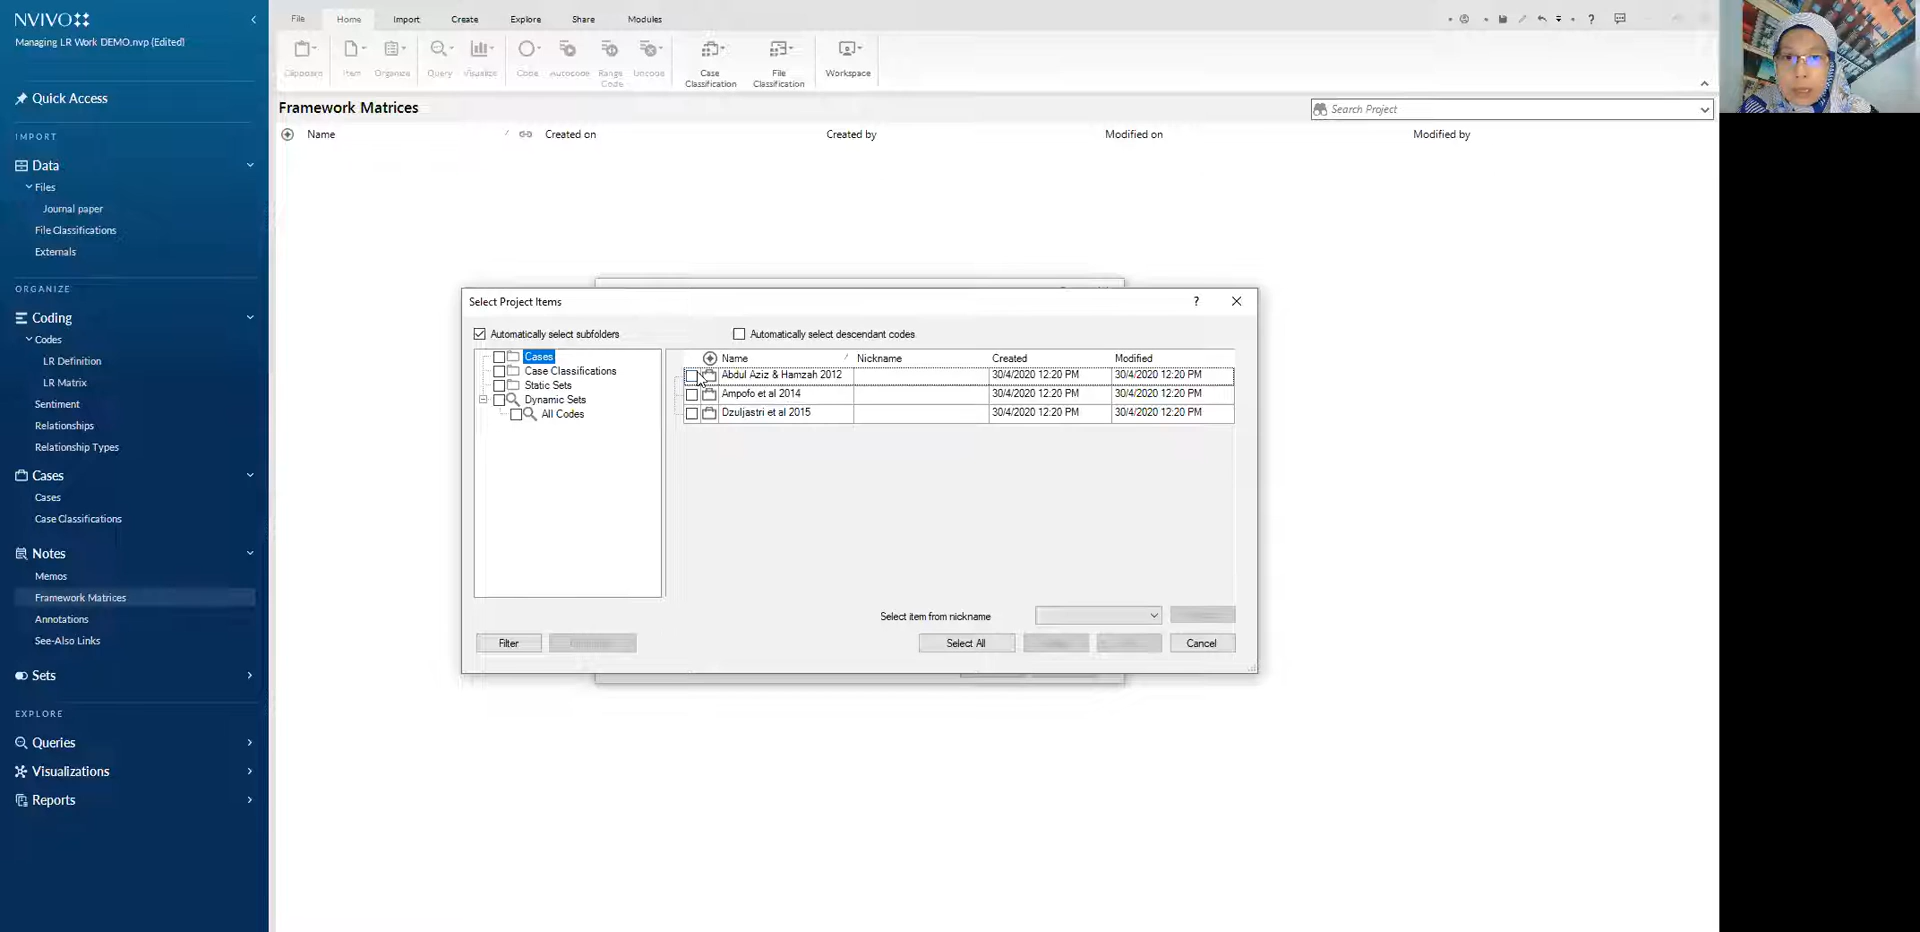 NVIVO
Managing LR Work DEMO.nvp (Edited)
Quick Access
IMPORT
Data
Files
Journal paper
File Classifications
Externals
ORGANIZE
Coding
Codes
LR Definition
LR Matrix
Sentiment
Relationships
Relationship Types
Cases
Cases
Case Classifications
Notes
Memos
Framework Matrices
Annotations
See-Also Links
Sets
EXPLORE
Queries
Visualizations
Reports
File Home Import Create Explore Share Modules
Clipboard Item Organize Query Visualize Code Autocode Range Code Uncode Case Classification File Classification Workspace
Framework Matrices
Search Project
Name Created on Created by Modified on Modified by
Select Project Items
Automatically select subfolders Automatically select descendant codes
Cases
Case Classifications
Static Sets
Dynamic Sets
All Codes
Name Nickname Created Modified
Abdul Aziz & Hamzah 2012 30/4/2020 12:20 PM 30/4/2020 12:20 PM
Ampofo et al 2014 30/4/2020 12:20 PM 30/4/2020 12:20 PM
Dzuljastri et al 2015 30/4/2020 12:20 PM 30/4/2020 12:20 PM
Select item from nickname
Filter Select All Cancel